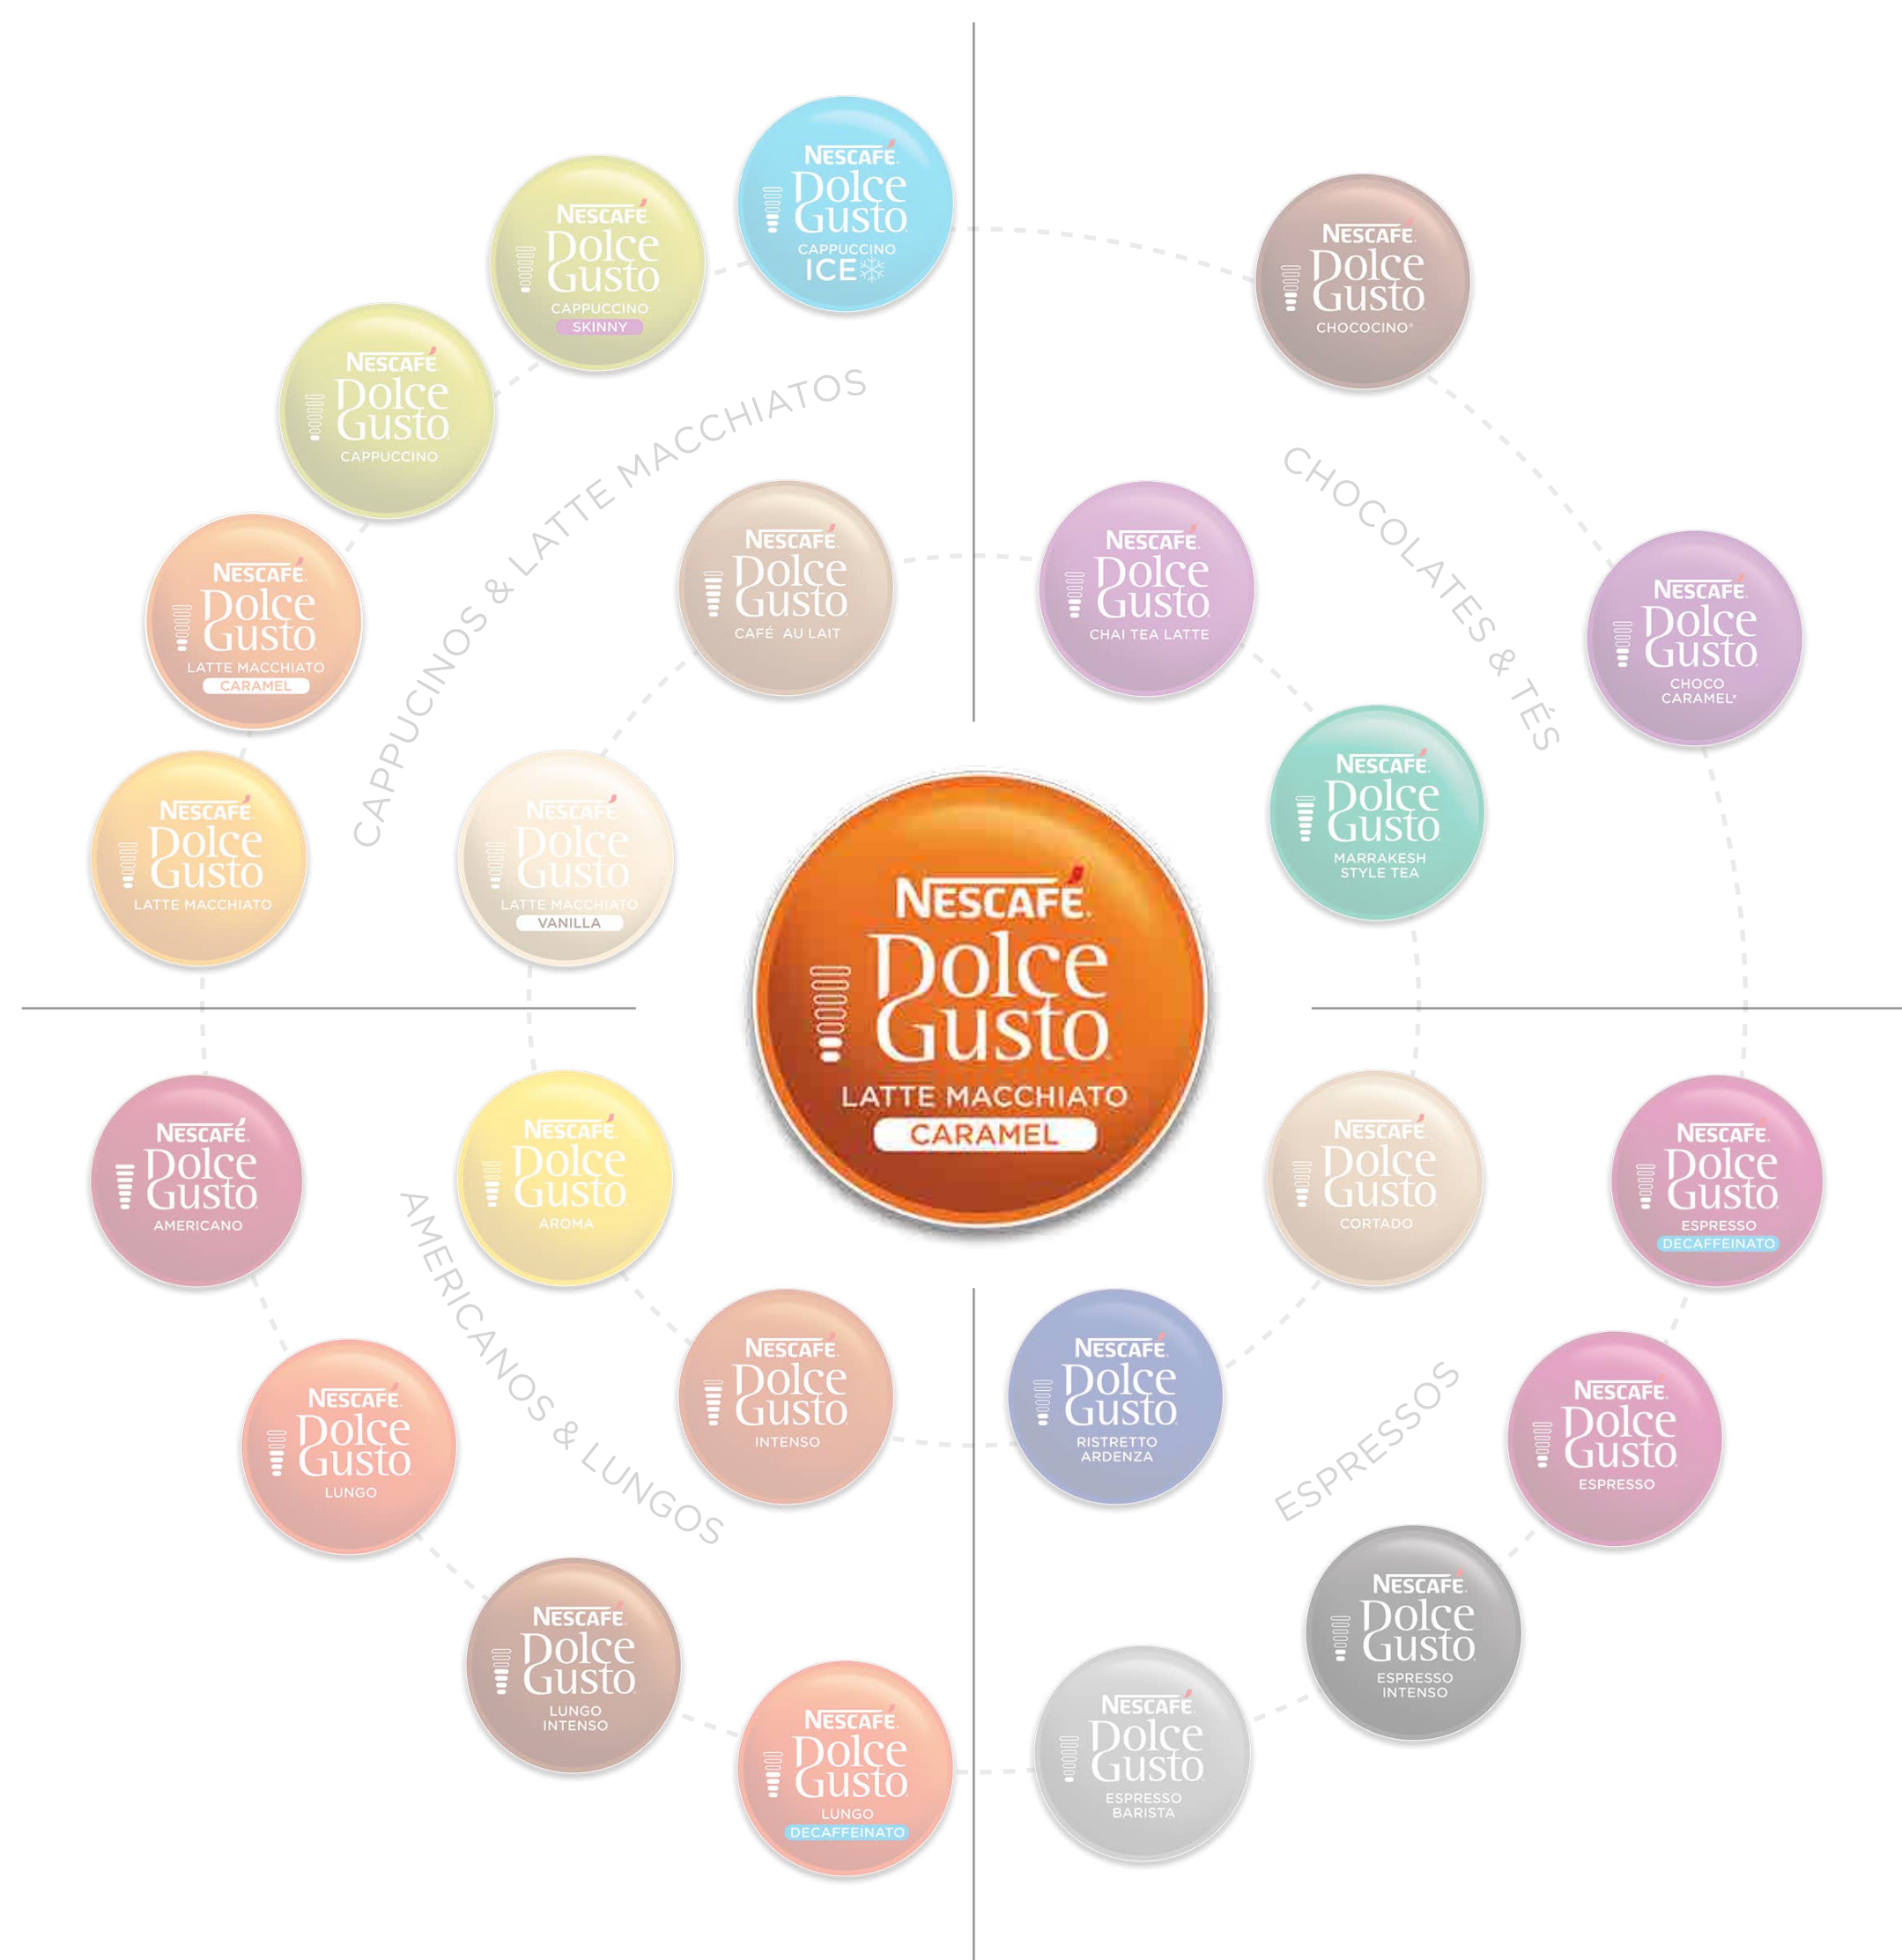 NESCAFÉ.
Dolce
Gusto
CAPPUCCINO
ICE
NESCAFÉ.
Dolce
Gusto
CAPPUCCINO
SKINNY
NESCAFÉ.
Dolce
Gusto
CAPPUCCINO
NESCAFÉ.
Dolce
Gusto
LATTE MACCHIATO
CARAMEL
NESCAFÉ.
Dolce
Gusto
LATTE MACCHIATO
CAPPUCINOS & LATTE MACCHIATOS
NESCAFÉ.
Dolce
Gusto
CAFÉ AU LAIT
NESCAFÉ.
Dolce
Gusto
LATTE MACCHIATO
VANILLA
NESCAFÉ.
Dolce
Gusto
CHOCOCINO®
NESCAFÉ.
Dolce
Gusto
CHOCO
CARAMEL*
CHOCOLATES & TÉS
NESCAFÉ.
Dolce
Gusto
CHAI TEA LATTE
NESCAFÉ.
Dolce
Gusto
MARRAKESH
STYLE TEA
NESCAFÉ.
Dolce
Gusto
LATTE MACCHIATO
CARAMEL
NESCAFÉ.
Dolce
Gusto
AMERICANO
NESCAFÉ.
Dolce
Gusto
AROMA
NESCAFÉ.
Dolce
Gusto
INTENSO
AMERICANOS & LUNGOS
NESCAFÉ.
Dolce
Gusto
LUNGO
NESCAFÉ.
Dolce
Gusto
LUNGO
INTENSO
NESCAFÉ.
Dolce
Gusto
LUNGO
DECAFFEINATO
NESCAFÉ.
Dolce
Gusto
CORTADO
NESCAFÉ.
Dolce
Gusto
ESPRESSO
DECAFFEINATO
NESCAFÉ.
Dolce
Gusto
RISTRETTO
ARDENZA
ESPRESSOS
NESCAFÉ.
Dolce
Gusto
ESPRESSO
NESCAFÉ.
Dolce
Gusto
ESPRESSO
INTENSO
NESCAFÉ.
Dolce
Gusto
ESPRESSO
BARISTA